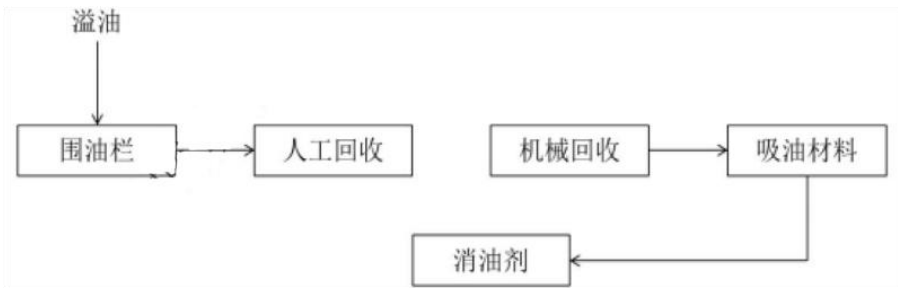 溢油
围油栏
人工回收
机械回收
吸油材料
消油剂